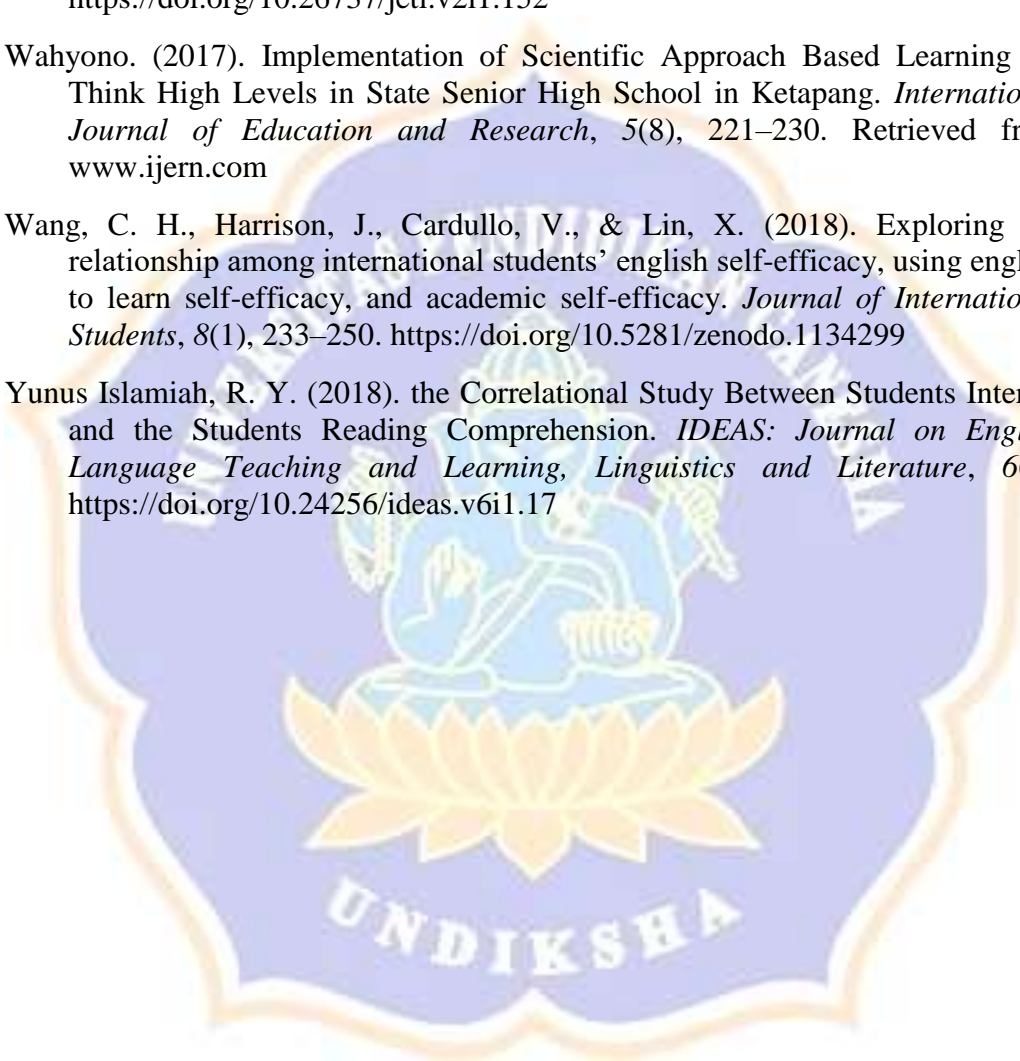 https://doi.org/10.26737/jetl.v2i1.152
Wahyono. (2017). Implementation of Scientific Approach Based Learning
Think High Levels in State Senior High School in Ketapang. Internatio
Journal of Education and Research, 5(8), 221–230. Retrieved fr
www.ijern.com
Wang, C. H., Harrison, J., Cardullo, V., & Lin, X. (2018). Exploring
relationship among international students’ english self-efficacy, using engl
to learn self-efficacy, and academic self-efficacy. Journal of Internatio
Students, 8(1), 233–250. https://doi.org/10.5281/zenodo.1134299
Yunus Islamiah, R. Y. (2018). the Correlational Study Between Students Inter
and the Students Reading Comprehension. IDEAS: Journal on Engl
Language Teaching and Learning, Linguistics and Literature, 6
https://doi.org/10.24256/ideas.v6i1.17
UNDIKSHA